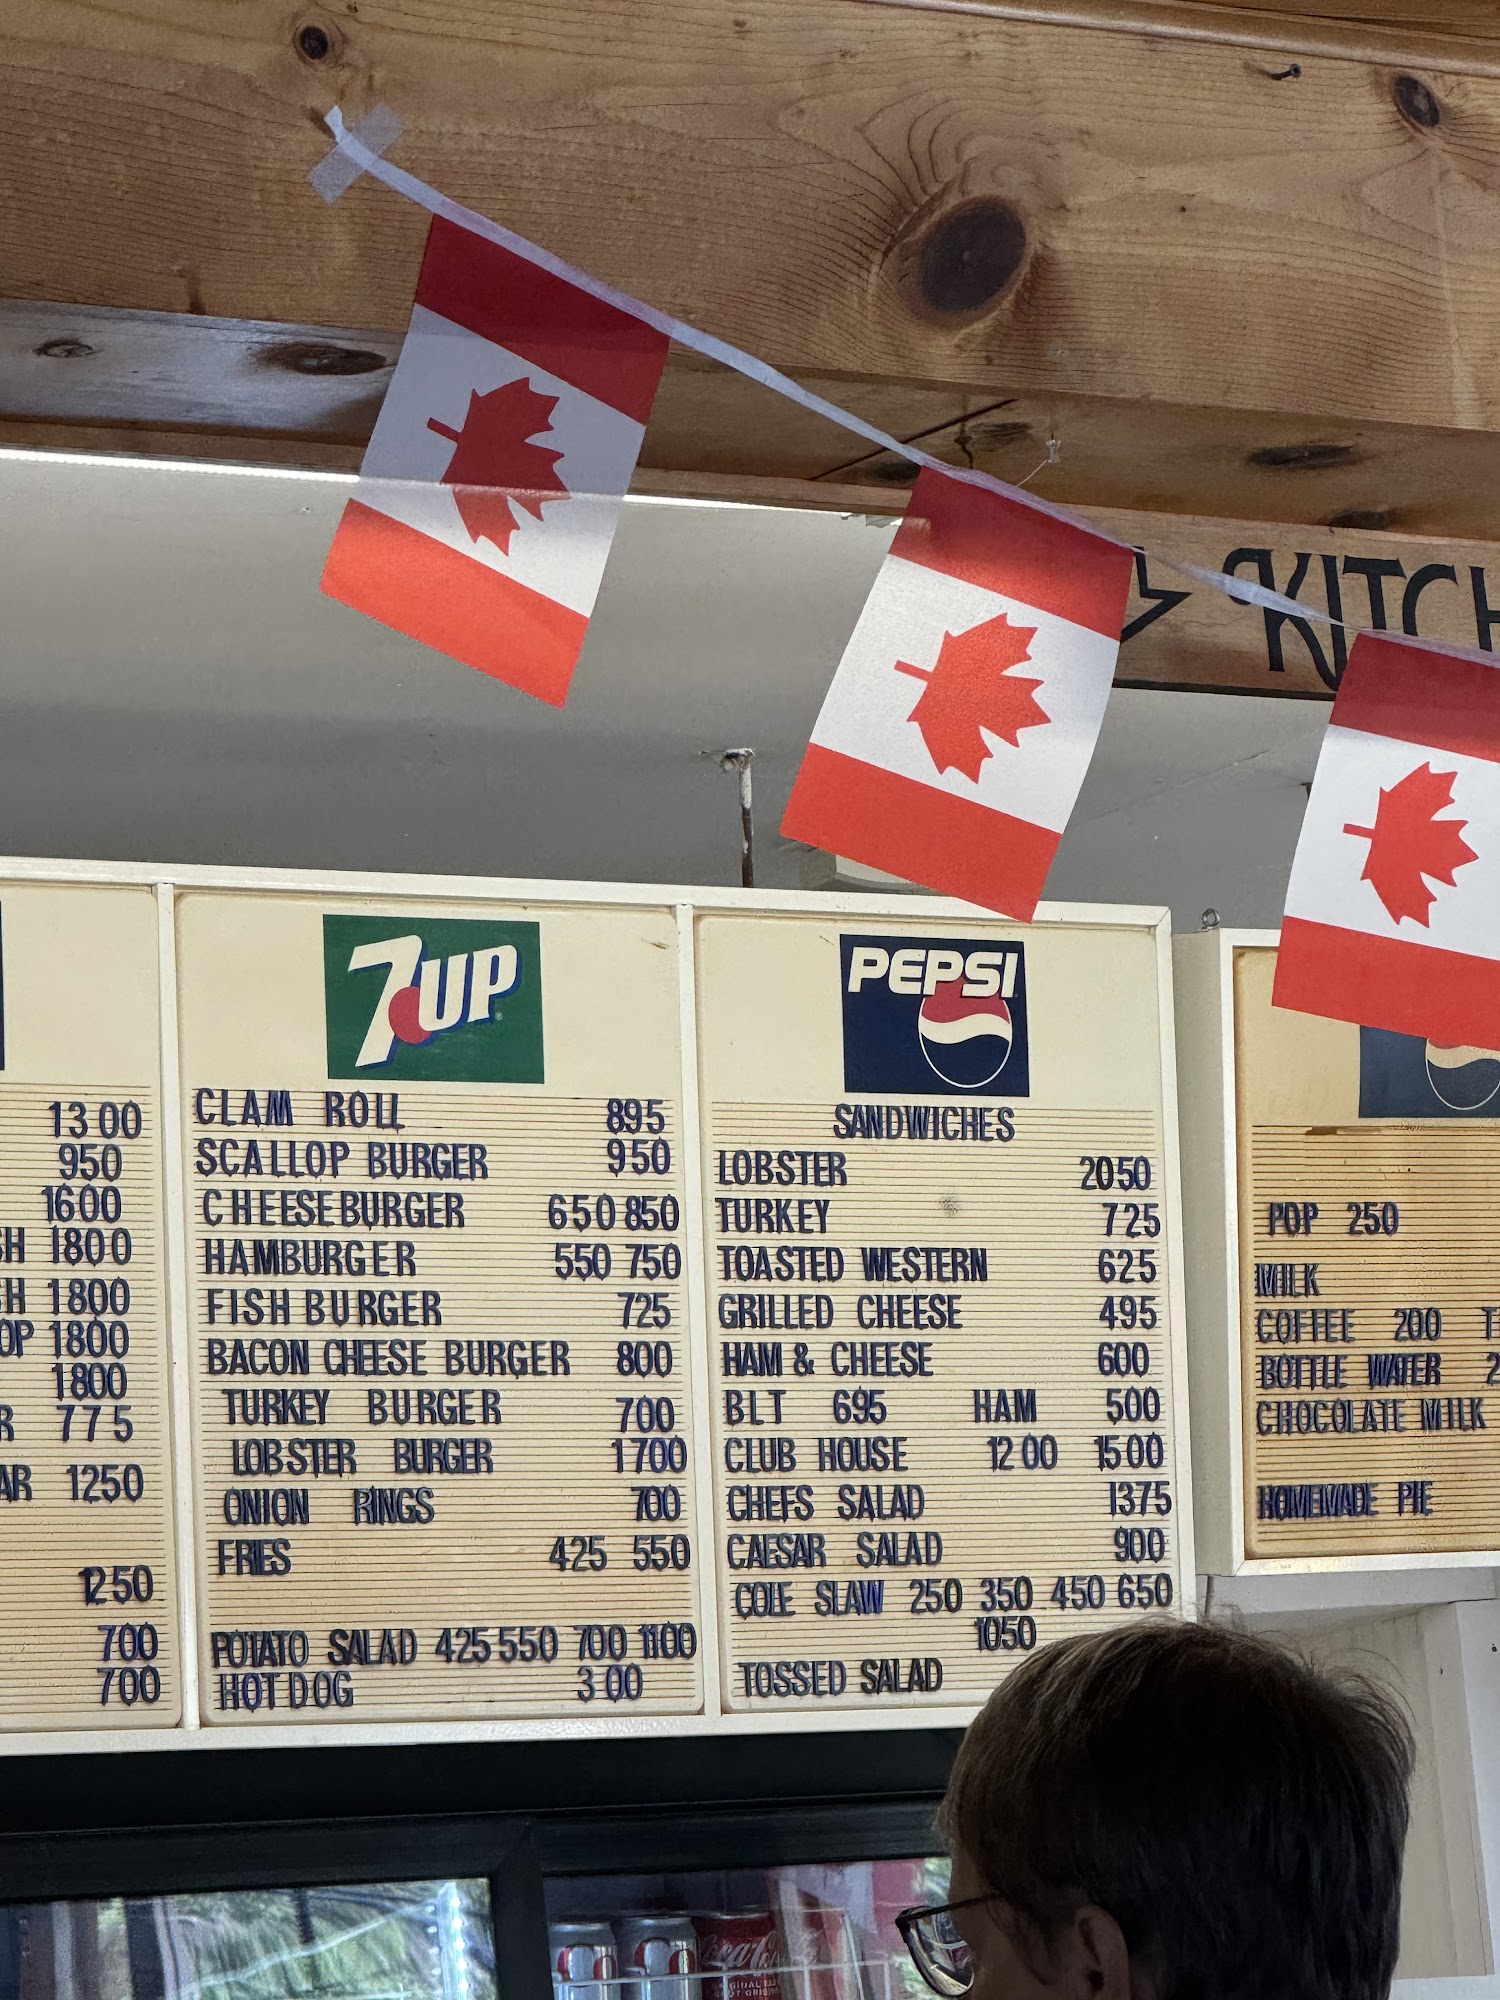 KITCH
1300
950
1600
H 1800
H 1800
OP 1800
1800
R 775
AR 1250
1250
700
700
7UP
CLAM ROLL 895
SCALLOP BURGER 950
CHEESEBURGER 650 850
HAMBURGER 550 750
FISH BURGER 725
BACON CHEESE BURGER 800
TURKEY BURGER 700
LOBSTER BURGER 1700
ONION RINGS 700
FRIES 425 550
POTATO SALAD 425 550 700 1100
HOT DOG 300
PEPSI
SANDWICHES
LOBSTER 2050
TURKEY 725
TOASTED WESTERN 625
GRILLED CHEESE 495
HAM & CHEESE 600
BLT 695 HAM 500
CLUB HOUSE 1200 1500
CHEFS SALAD 1375
CAESAR SALAD 900
COLE SLAW 250 350 450 650
1050
TOSSED SALAD
POP 250
MILK
COFFEE 200 T
BOTTLE WATER 2
CHOCOLATE MILK
HOMEMADE PIE